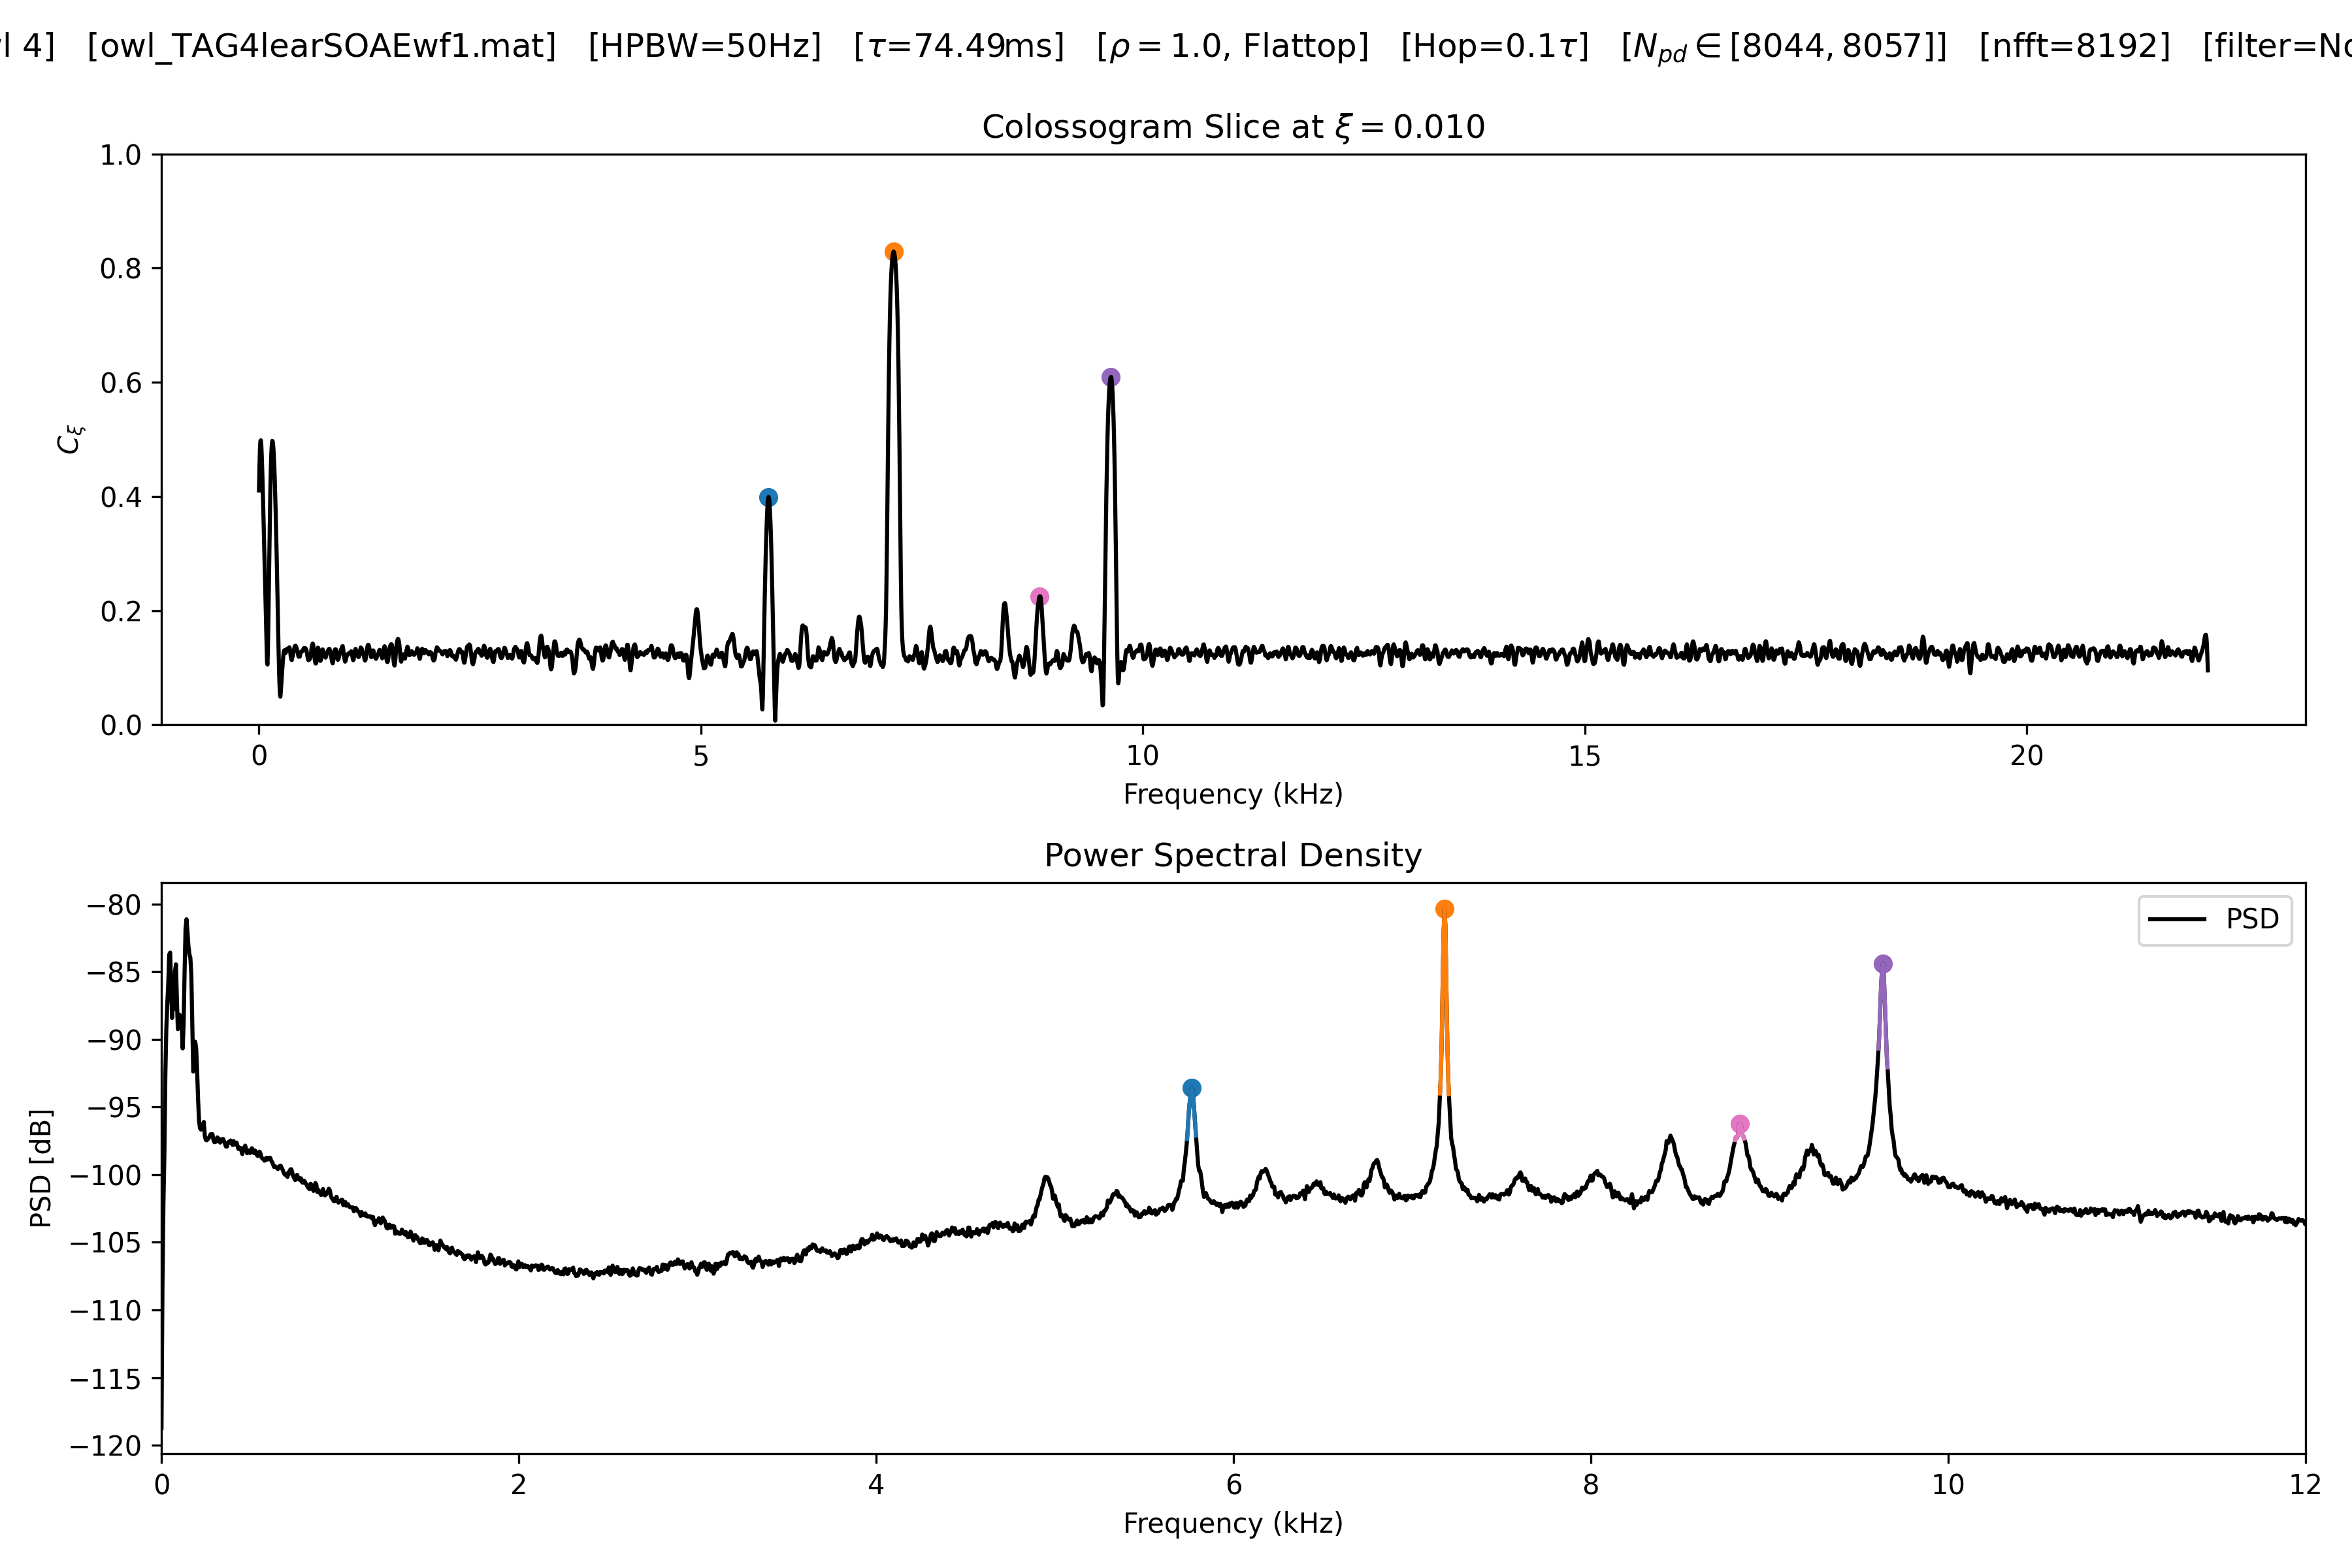 l 4] [owl_TAG4learSOAEwf1.mat] [HPBW=50Hz] [τ=74.49ms] [ρ = 1.0, Flattop] [Hop=0.1τ] [N_pd ∈ [8044, 8057]] [nfft=8192] [filter=No
Colossogram Slice at ξ = 0.010
1.0
0.8
0.6
0.4
0.2
0.0
C_ξ
0 5 10 15 20
Frequency (kHz)
Power Spectral Density
PSD
−80
−85
−90
−95
−100
−105
−110
−115
−120
PSD [dB]
0 2 4 6 8 10 12
Frequency (kHz)